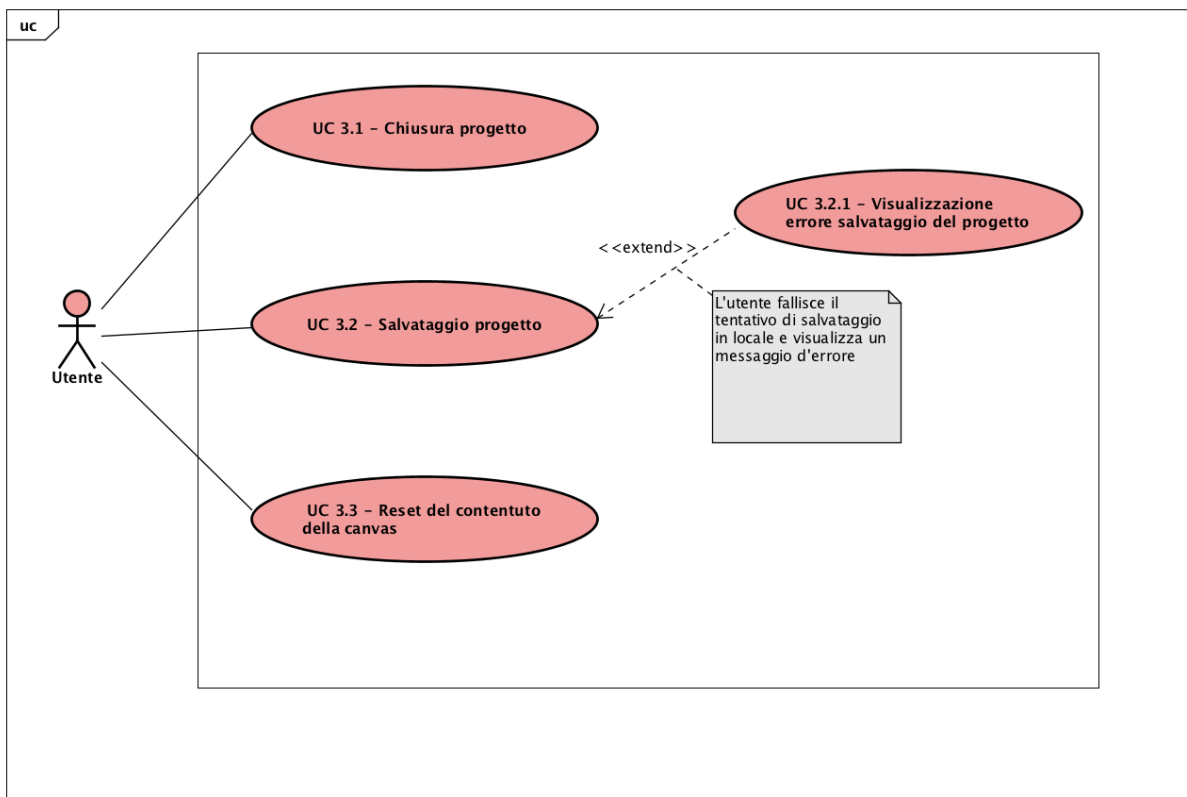 uc
UC 3.1 – Chiusura progetto
UC 3.2.1 – Visualizzazione
errore salvataggio del progetto
<<extend>>
L'utente fallisce il
tentativo di salvataggio
in locale e visualizza un
messaggio d'errore
UC 3.2 – Salvataggio progetto
Utente
UC 3.3 – Reset del contentuto
della canvas